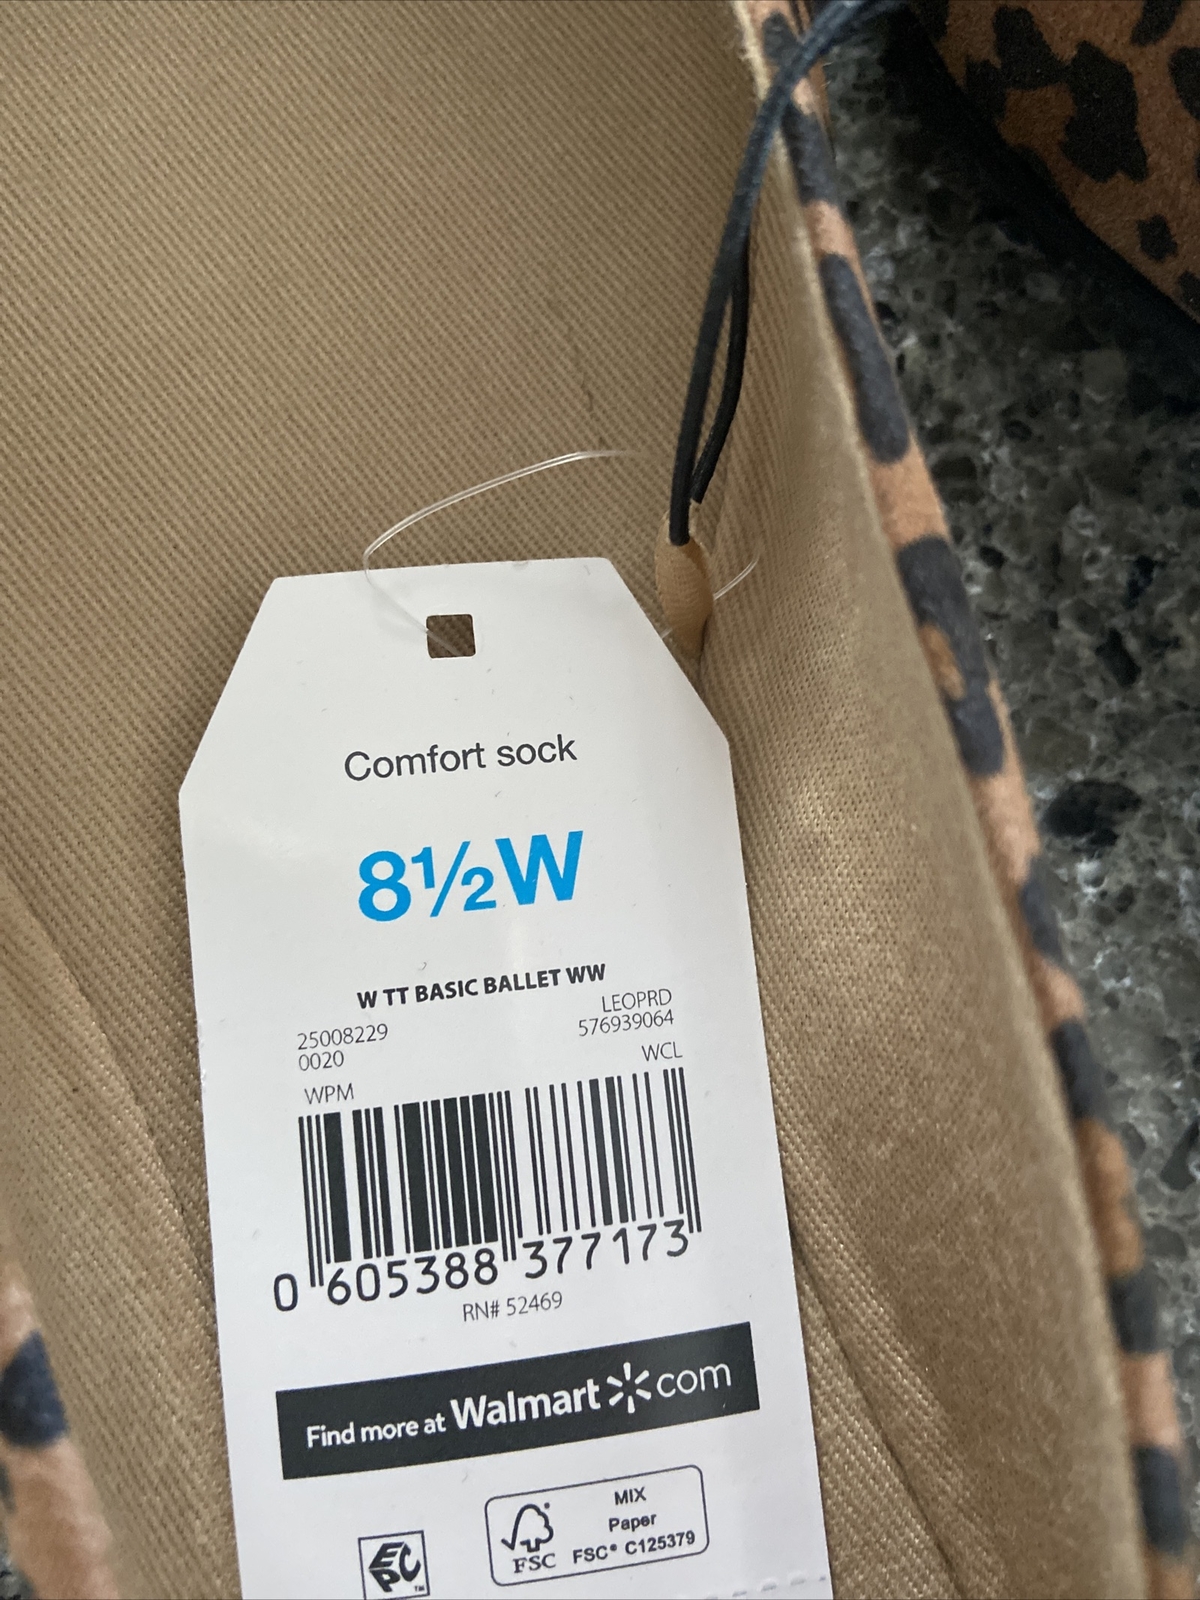 Comfort sock
8½W
W TT BASIC BALLET WW
25008229
LEOPRD
0020
576939064
WPM
WCL
0 605388 377173
RN# 52469
Find more at Walmart com
MIX
Paper
FSC
FSC® C125379
EPC™